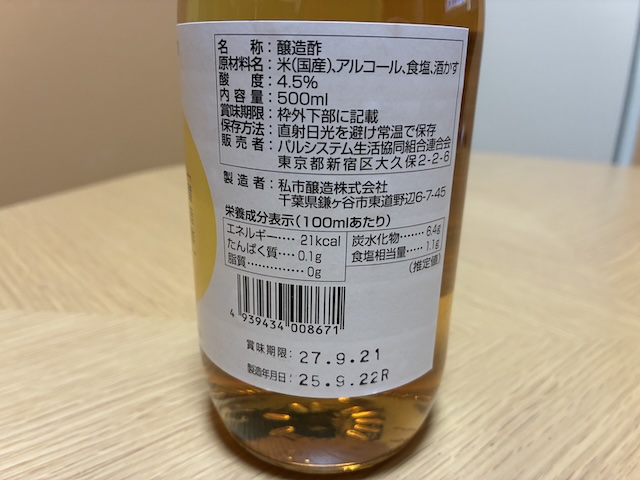 名称：醸造酢
原材料名：米(国産)、アルコール、食塩、酒かす
酸度：4.5%
内容量：500ml
賞味期限：枠外下部に記載
保存方法：直射日光を避け常温で保存
販売者：パルシステム生活協同組合連合会
東京都新宿区大久保2-2-6
製造者：私市醸造株式会社
千葉県鎌ヶ谷市東道野辺6-7-45
栄養成分表示(100mlあたり)
エネルギー････21kcal
たんぱく質････0.1g
脂質･･････････････0g
炭水化物･･･････6.4g
食塩相当量･････1.1g
(推定値)
4 939434 008671
賞味期限：27.9.21
製造年月日：25.9.22R